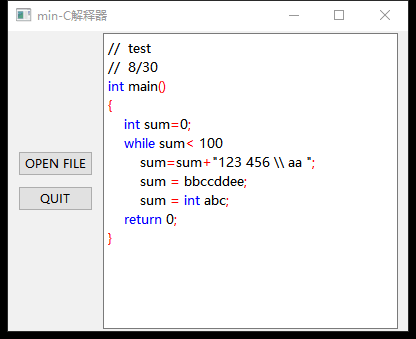 min-C解释器
//  test
//  8/30
int main()
{
    int sum=0;
    while sum< 100
        sum=sum+"123 456 \\ aa ";
        sum = bbccddee;
        sum = int abc;
    return 0;
}
OPEN FILE
QUIT